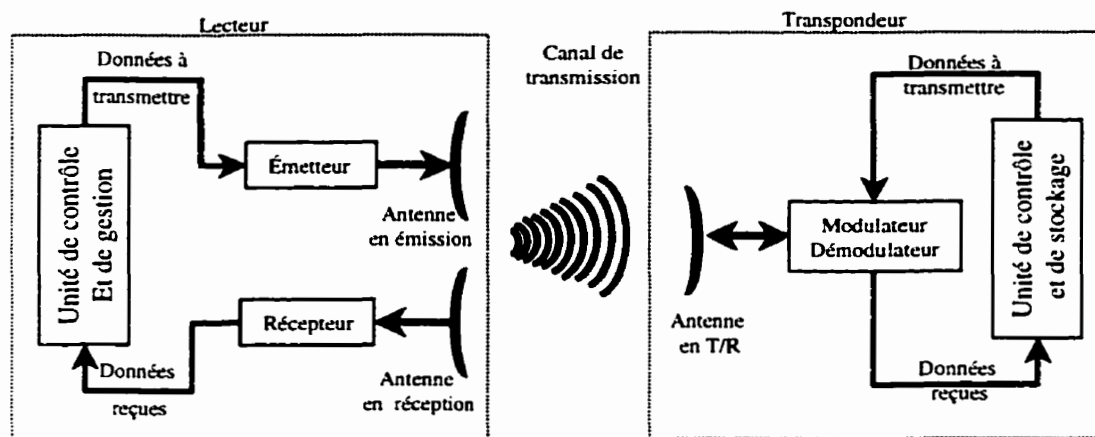 Lecteur
Données à
transmettre
Unité de contrôle
Et de gestion
Émetteur
Antenne
en émission
Récepteur
Données
reçues
Antenne
en réception
Canal de
transmission
Transpondeur
Données à
transmettre
Modulateur
Démodulateur
Unité de contrôle
et de stockage
Antenne
en T/R
Données
reçues